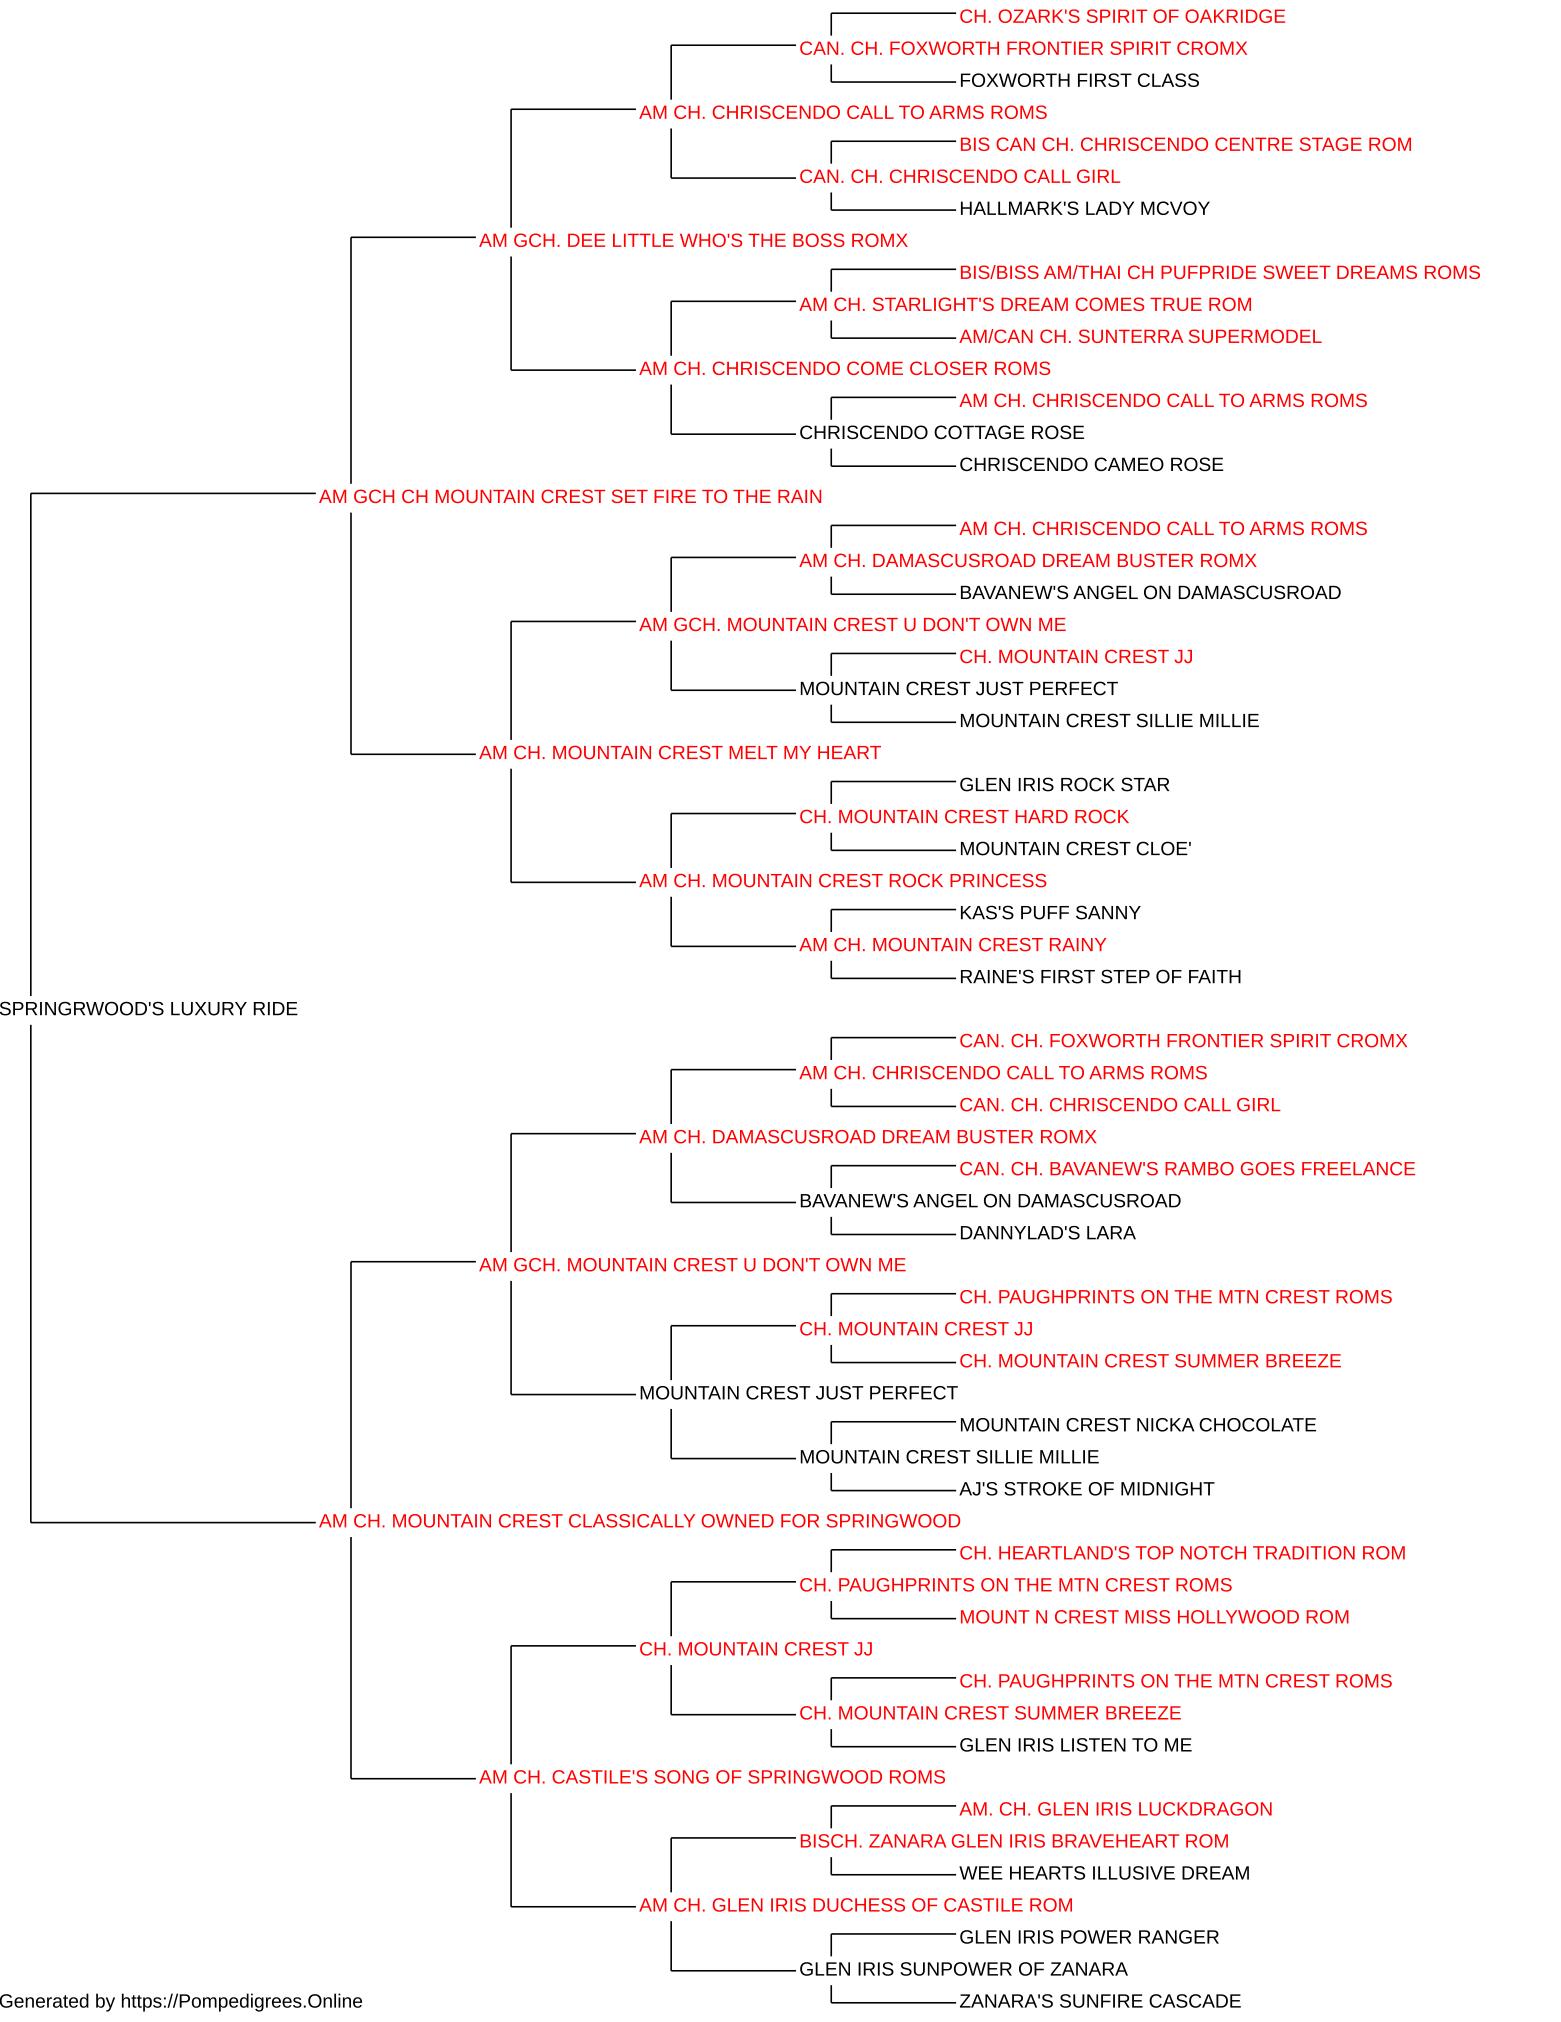 CH. OZARK'S SPIRIT OF OAKRIDGE
CAN. CH. FOXWORTH FRONTIER SPIRIT CROMX
FOXWORTH FIRST CLASS
AM CH. CHRISCENDO CALL TO ARMS ROMS
BIS CAN CH. CHRISCENDO CENTRE STAGE ROM
CAN. CH. CHRISCENDO CALL GIRL
HALLMARK'S LADY MCVOY
AM GCH. DEE LITTLE WHO'S THE BOSS ROMX
BIS/BISS AM/THAI CH PUFPRIDE SWEET DREAMS ROMS
AM CH. STARLIGHT'S DREAM COMES TRUE ROM
AM/CAN CH. SUNTERRA SUPERMODEL
AM CH. CHRISCENDO COME CLOSER ROMS
AM CH. CHRISCENDO CALL TO ARMS ROMS
CHRISCENDO COTTAGE ROSE
CHRISCENDO CAMEO ROSE
AM GCH CH MOUNTAIN CREST SET FIRE TO THE RAIN
AM CH. CHRISCENDO CALL TO ARMS ROMS
AM CH. DAMASCUSROAD DREAM BUSTER ROMX
BAVANEW'S ANGEL ON DAMASCUSROAD
AM GCH. MOUNTAIN CREST U DON'T OWN ME
CH. MOUNTAIN CREST JJ
MOUNTAIN CREST JUST PERFECT
MOUNTAIN CREST SILLIE MILLIE
AM CH. MOUNTAIN CREST MELT MY HEART
GLEN IRIS ROCK STAR
CH. MOUNTAIN CREST HARD ROCK
MOUNTAIN CREST CLOE'
AM CH. MOUNTAIN CREST ROCK PRINCESS
KAS'S PUFF SANNY
AM CH. MOUNTAIN CREST RAINY
RAINE'S FIRST STEP OF FAITH
SPRINGRWOOD'S LUXURY RIDE
CAN. CH. FOXWORTH FRONTIER SPIRIT CROMX
AM CH. CHRISCENDO CALL TO ARMS ROMS
CAN. CH. CHRISCENDO CALL GIRL
AM CH. DAMASCUSROAD DREAM BUSTER ROMX
CAN. CH. BAVANEW'S RAMBO GOES FREELANCE
BAVANEW'S ANGEL ON DAMASCUSROAD
DANNYLAD'S LARA
AM GCH. MOUNTAIN CREST U DON'T OWN ME
CH. PAUGHPRINTS ON THE MTN CREST ROMS
CH. MOUNTAIN CREST JJ
CH. MOUNTAIN CREST SUMMER BREEZE
MOUNTAIN CREST JUST PERFECT
MOUNTAIN CREST NICKA CHOCOLATE
MOUNTAIN CREST SILLIE MILLIE
AJ'S STROKE OF MIDNIGHT
AM CH. MOUNTAIN CREST CLASSICALLY OWNED FOR SPRINGWOOD
CH. HEARTLAND'S TOP NOTCH TRADITION ROM
CH. PAUGHPRINTS ON THE MTN CREST ROMS
MOUNT N CREST MISS HOLLYWOOD ROM
CH. MOUNTAIN CREST JJ
CH. PAUGHPRINTS ON THE MTN CREST ROMS
CH. MOUNTAIN CREST SUMMER BREEZE
GLEN IRIS LISTEN TO ME
AM CH. CASTILE'S SONG OF SPRINGWOOD ROMS
AM. CH. GLEN IRIS LUCKDRAGON
BISCH. ZANARA GLEN IRIS BRAVEHEART ROM
WEE HEARTS ILLUSIVE DREAM
AM CH. GLEN IRIS DUCHESS OF CASTILE ROM
GLEN IRIS POWER RANGER
GLEN IRIS SUNPOWER OF ZANARA
ZANARA'S SUNFIRE CASCADE
Generated by https://Pompedigrees.Online